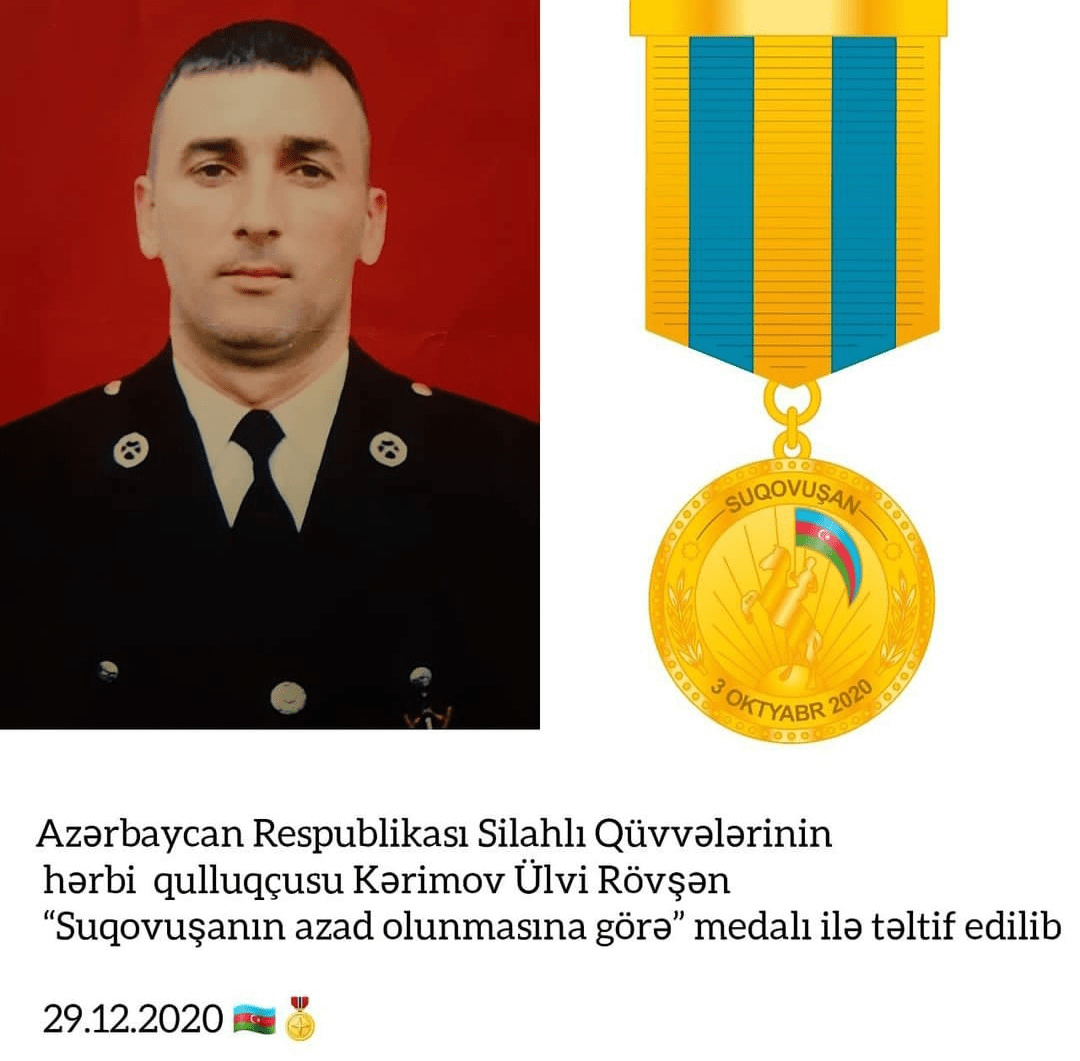 SUQOVUŞAN
3 OKTYABR 2020
Azərbaycan Respublikası Silahlı Qüvvələrinin
hərbi qulluqçusu Kərimov Ülvi Rövşən
“Suqovuşanın azad olunmasına görə” medalı ilə təltif edilib
29.12.2020